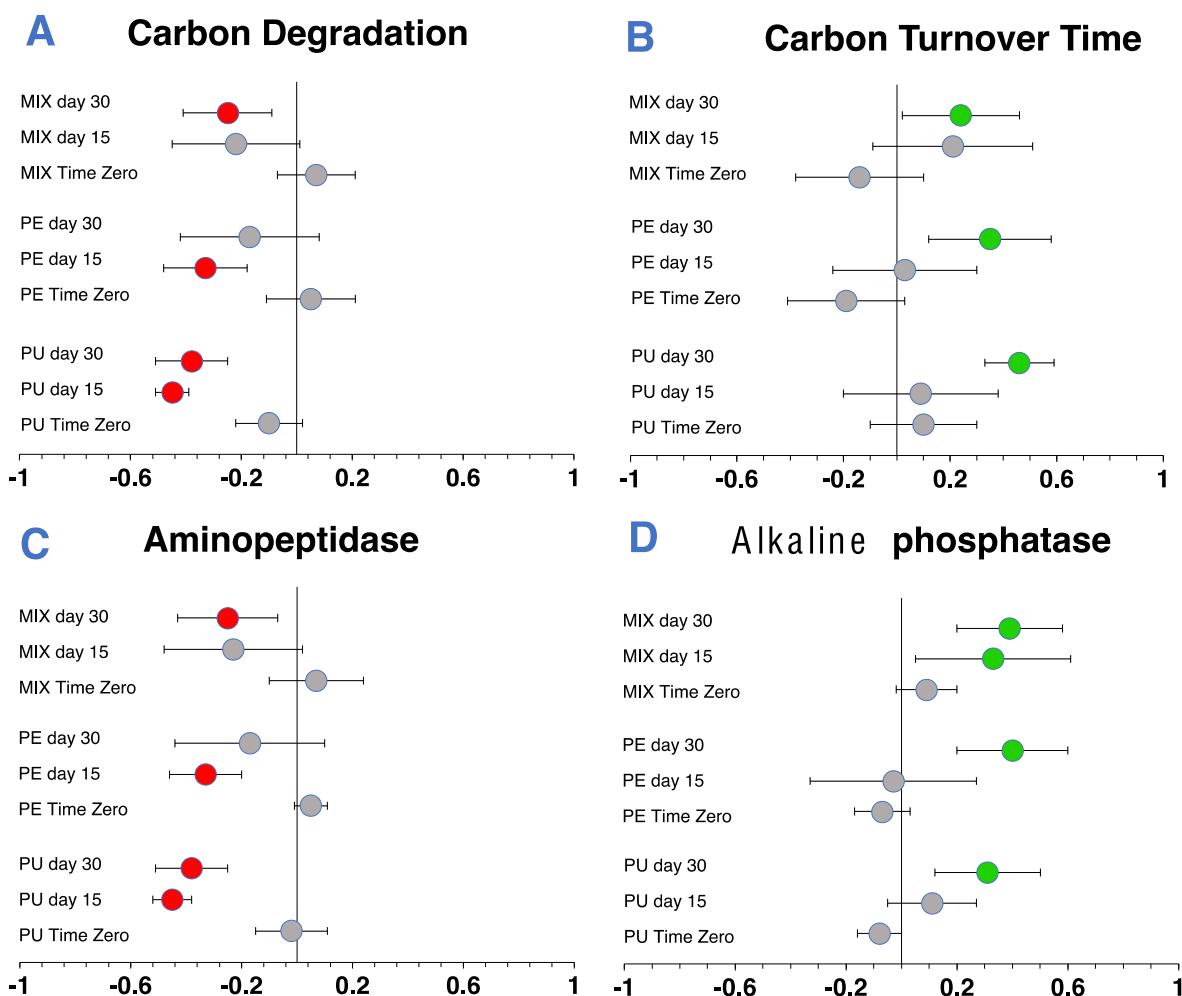 A Carbon Degradation
MIX day 30
MIX day 15
MIX Time Zero
PE day 30
PE day 15
PE Time Zero
PU day 30
PU day 15
PU Time Zero
-1 -0.6 -0.2 0.2 0.6 1
B Carbon Turnover Time
MIX day 30
MIX day 15
MIX Time Zero
PE day 30
PE day 15
PE Time Zero
PU day 30
PU day 15
PU Time Zero
-1 -0.6 -0.2 0.2 0.6 1
C Aminopeptidase
MIX day 30
MIX day 15
MIX Time Zero
PE day 30
PE day 15
PE Time Zero
PU day 30
PU day 15
PU Time Zero
-1 -0.6 -0.2 0.2 0.6 1
D Alkaline phosphatase
MIX day 30
MIX day 15
MIX Time Zero
PE day 30
PE day 15
PE Time Zero
PU day 30
PU day 15
PU Time Zero
-1 -0.6 -0.2 0.2 0.6 1